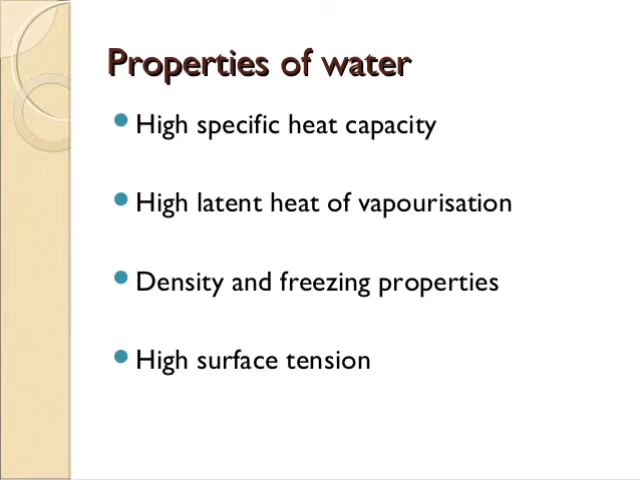 Properties of water
High specific heat capacity
High latent heat of vapourisation
Density and freezing properties
High surface tension